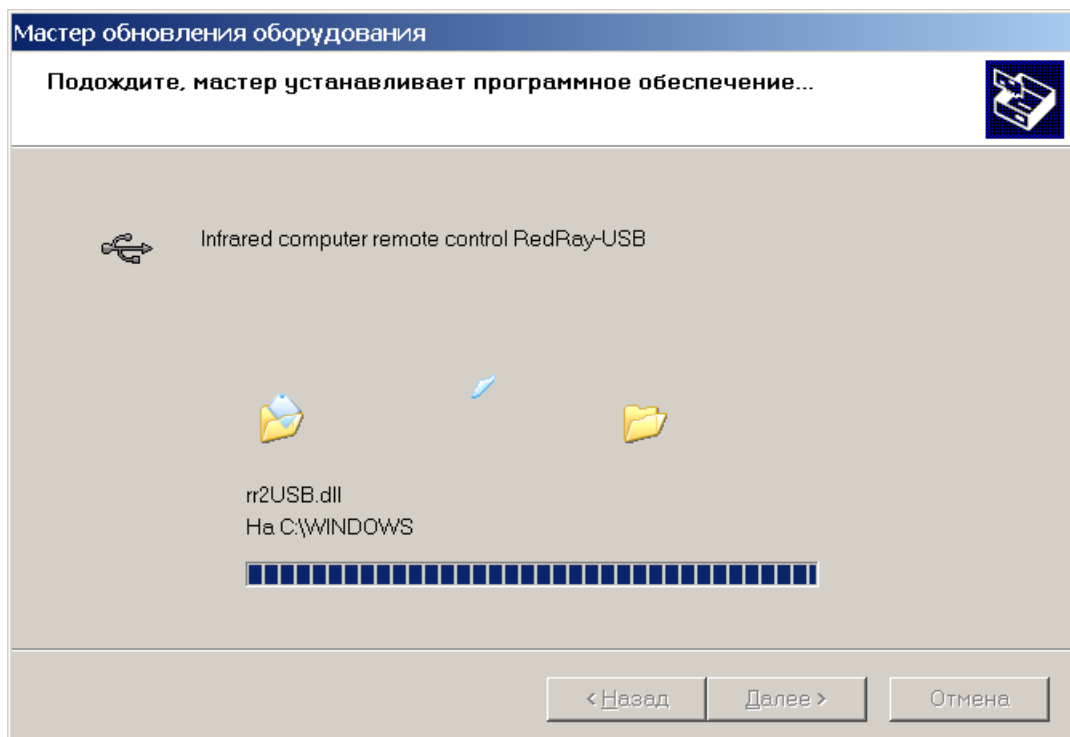 Мастер обновления оборудования
Подождите, мастер устанавливает программное обеспечение...
Infrared computer remote control RedRay-USB
rr2USB.dll
На C:\WINDOWS
< Назад
Далее >
Отмена